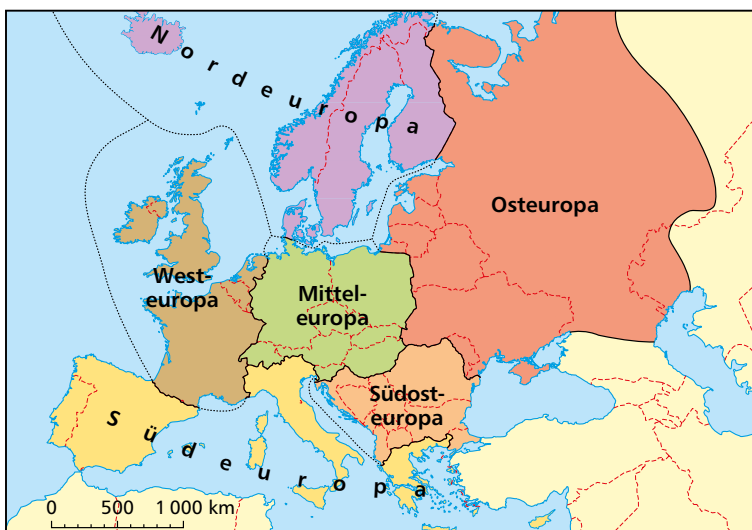 Nordeuropa
Osteuropa
West-
europa
Mittel-
europa
Südost-
europa
Südeuropa
0 500 1 000 km